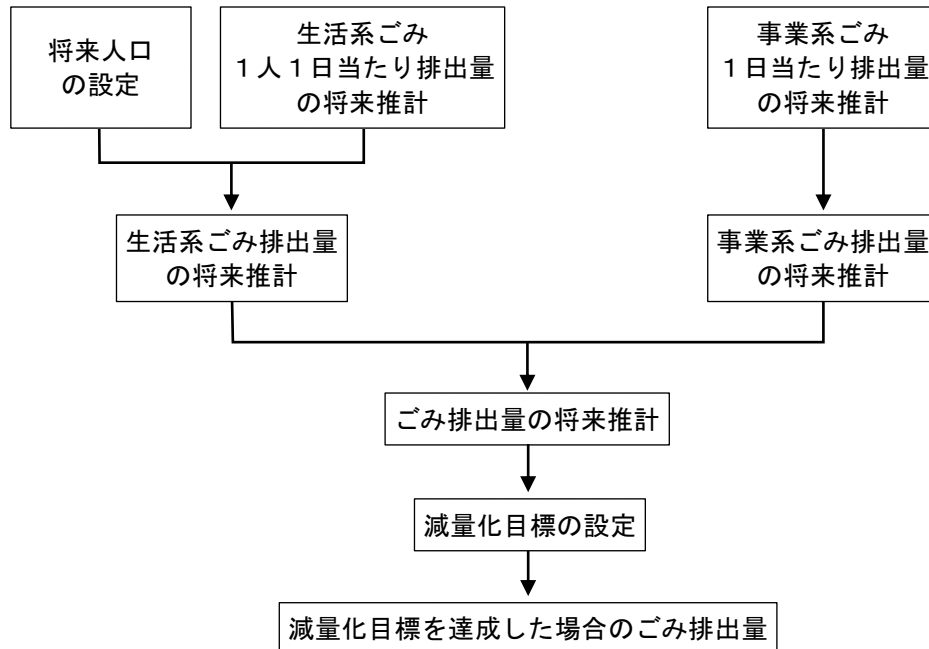 将来人口
の設定
生活系ごみ
１人１日当たり排出量
の将来推計
事業系ごみ
１日当たり排出量
の将来推計
生活系ごみ排出量
の将来推計
事業系ごみ排出量
の将来推計
ごみ排出量の将来推計
減量化目標の設定
減量化目標を達成した場合のごみ排出量